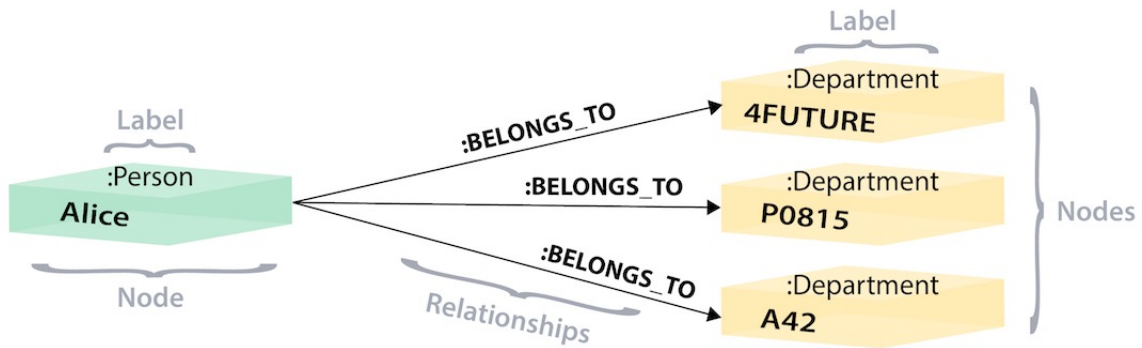 Label
:Department
4FUTURE
Label
:Person
Alice
Node
:BELONGS_TO
:BELONGS_TO
:BELONGS_TO
Relationships
:Department
P0815
:Department
A42
Nodes